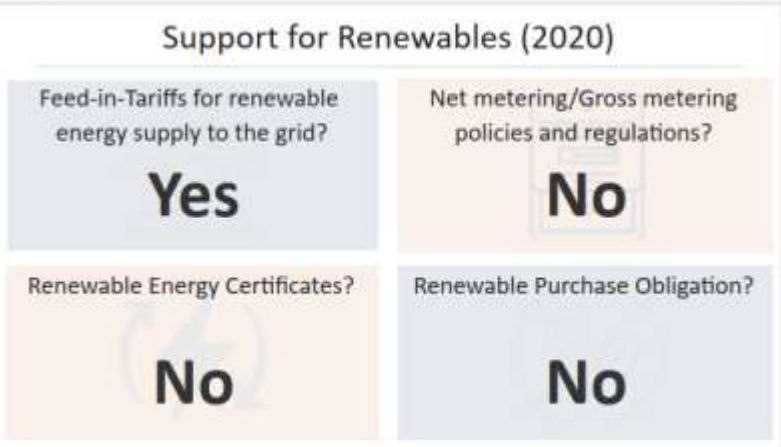 Support for Renewables (2020)
Feed-in-Tariffs for renewable
energy supply to the grid?
Yes
Net metering/Gross metering
policies and regulations?
No
Renewable Energy Certificates?
No
Renewable Purchase Obligation?
No